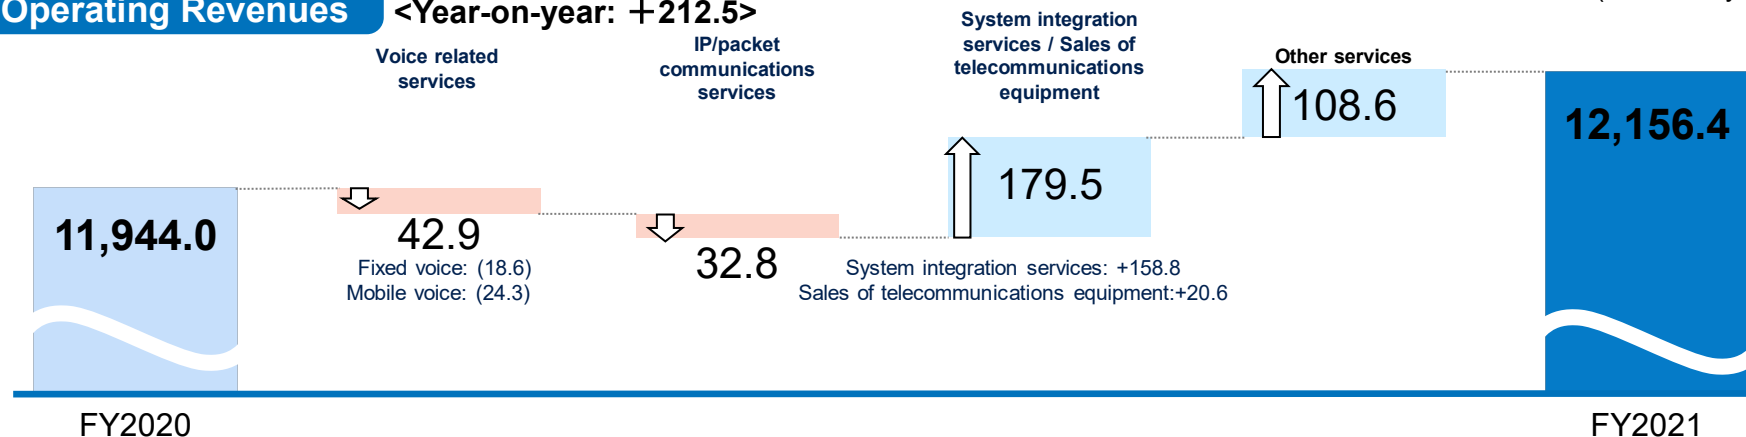 Operating Revenues <Year-on-year: +212.5>
Voice related
services
IP/packet
communications
services
System integration
services / Sales of
telecommunications
equipment
Other services
11,944.0
42.9
Fixed voice: (18.6)
Mobile voice: (24.3)
32.8
179.5
System integration services: +158.8
Sales of telecommunications equipment:+20.6
108.6
12,156.4
FY2020
FY2021